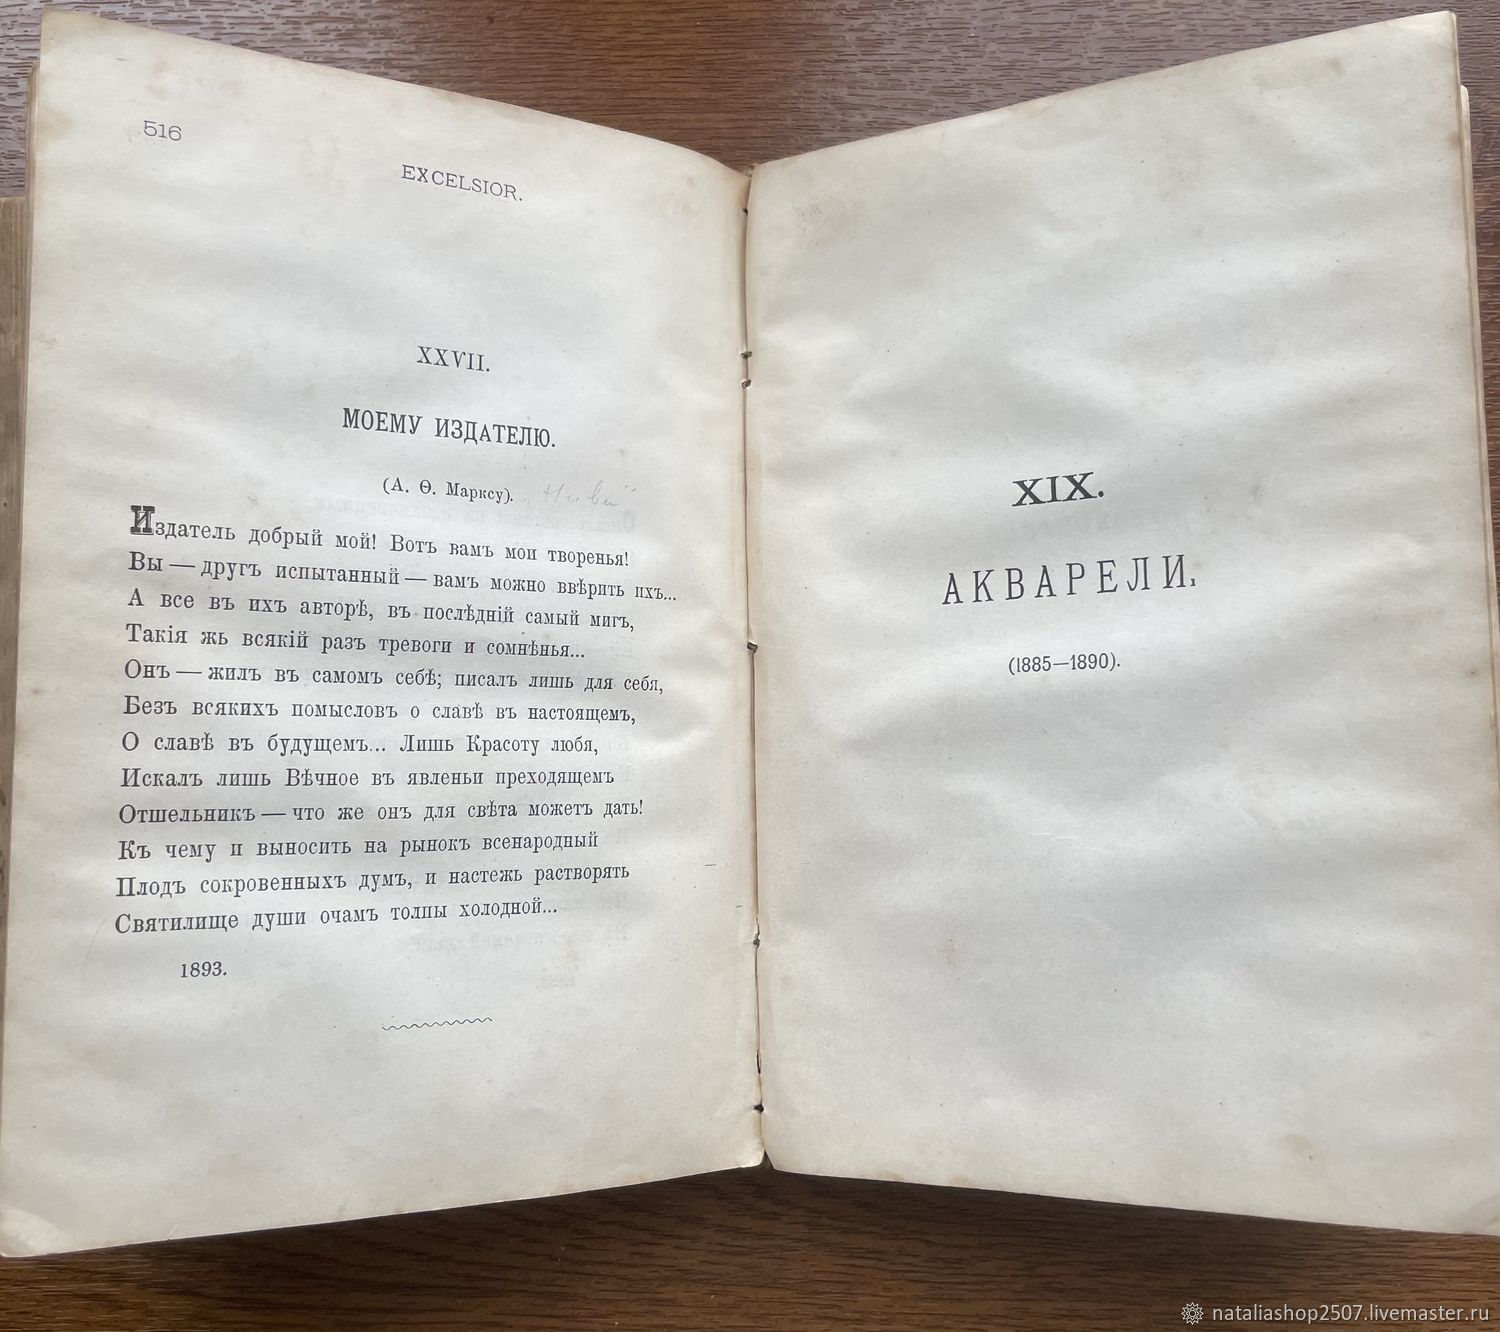 516
EXCELSIOR.
XXVII.
МОЕМУ ИЗДАТЕЛЮ.
(А. Ѳ. Марксу). „Нива"
Издатель добрый мой! Вотъ вамъ мои творенья!
Вы — другъ испытанный — вамъ можно ввѣрить ихъ...
А все въ ихъ авторѣ, въ послѣдній самый мигъ,
Такія жь всякій разъ тревоги и сомнѣнья...
Онъ — жилъ въ самомъ себѣ; писалъ лишь для себя,
Безъ всякихъ помысловъ о славѣ въ настоящемъ,
О славѣ въ будущемъ... Лишь Красоту любя,
Искалъ лишь Вѣчное въ явленьи преходящемъ
Отшельникъ — что же онъ для свѣта можетъ дать!
Къ чему и выносить на рынокъ всенародный
Плодъ сокровенныхъ думъ, и настежь растворять
Святилище души очамъ толпы холодной...
1893.
XIX.
АКВАРЕЛИ.
(1885—1890).
nataliashop2507.livemaster.ru